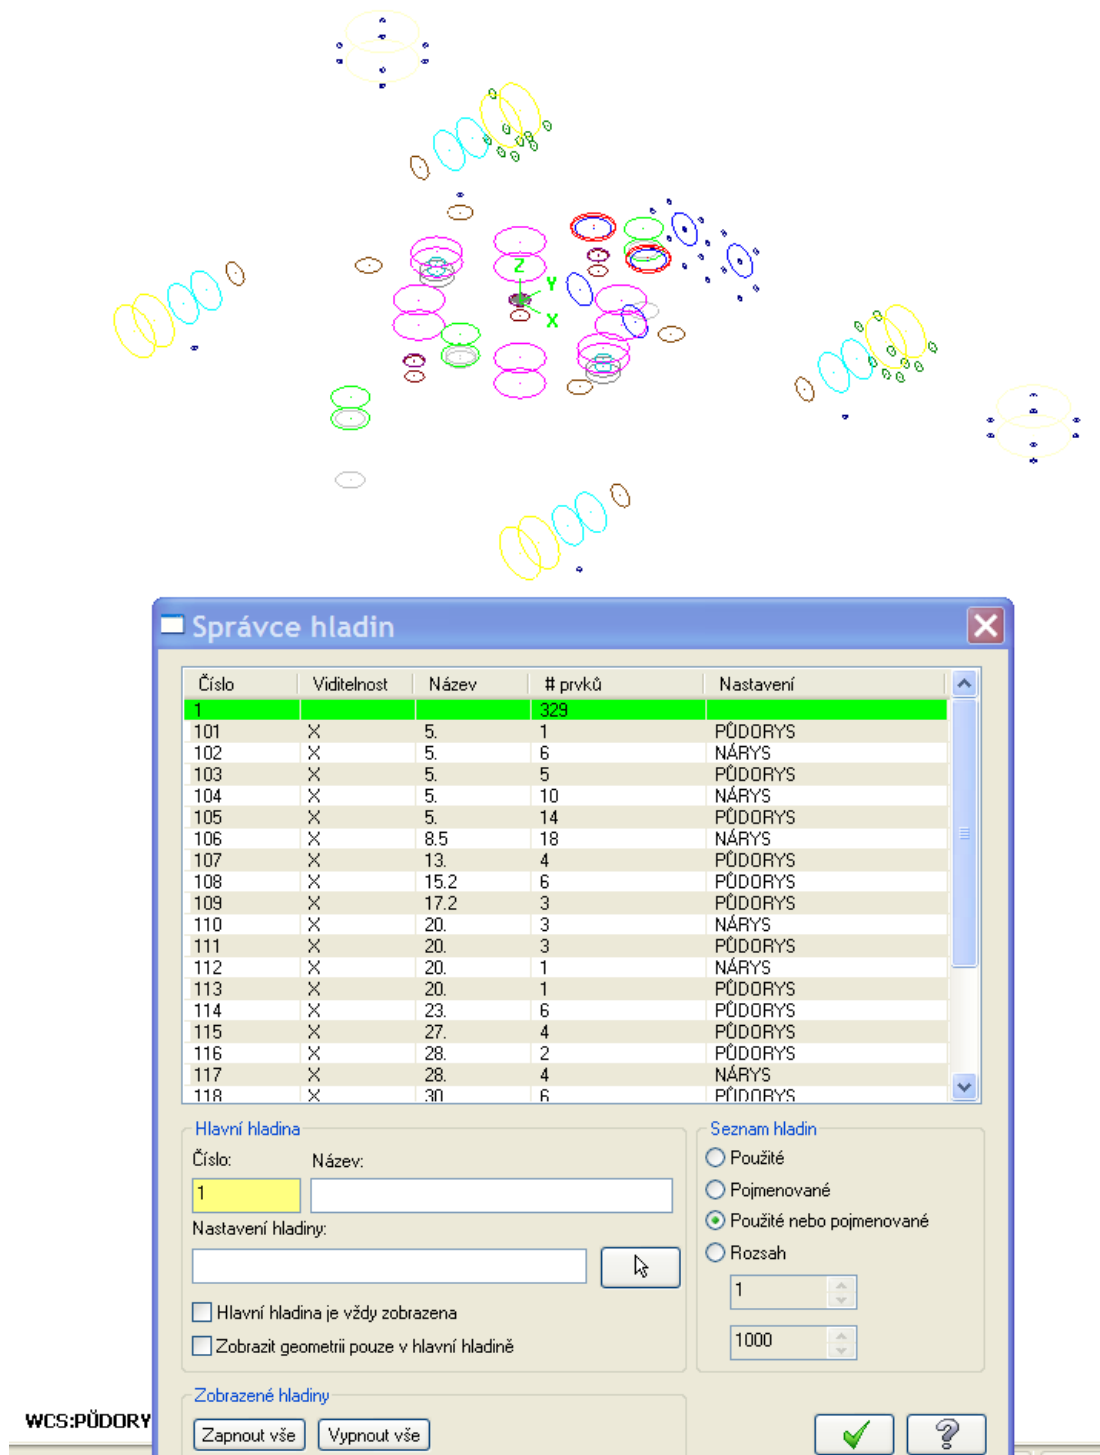 Z
Y
X
Správce hladin
Číslo Viditelnost Název # prvků Nastavení
1 329
101 X 5. 1 PŮDORYS
102 X 5. 6 NÁRYS
103 X 5. 5 PŮDORYS
104 X 5. 10 NÁRYS
105 X 5. 14 PŮDORYS
106 X 8.5 18 NÁRYS
107 X 13. 4 PŮDORYS
108 X 15.2 6 PŮDORYS
109 X 17.2 3 PŮDORYS
110 X 20. 3 NÁRYS
111 X 20. 3 PŮDORYS
112 X 20. 1 NÁRYS
113 X 20. 1 PŮDORYS
114 X 23. 6 PŮDORYS
115 X 27. 4 PŮDORYS
116 X 28. 2 PŮDORYS
117 X 28. 4 NÁRYS
118 X 30 6 PŮDORYS
Hlavní hladina
Číslo: Název:
1
Nastavení hladiny:
Hlavní hladina je vždy zobrazena
Zobrazit geometrii pouze v hlavní hladině
Seznam hladin
Použité
Pojmenované
Použité nebo pojmenované
Rozsah
1
1000
Zobrazené hladiny
Zapnout vše Vypnout vše
WCS:PŮDORY